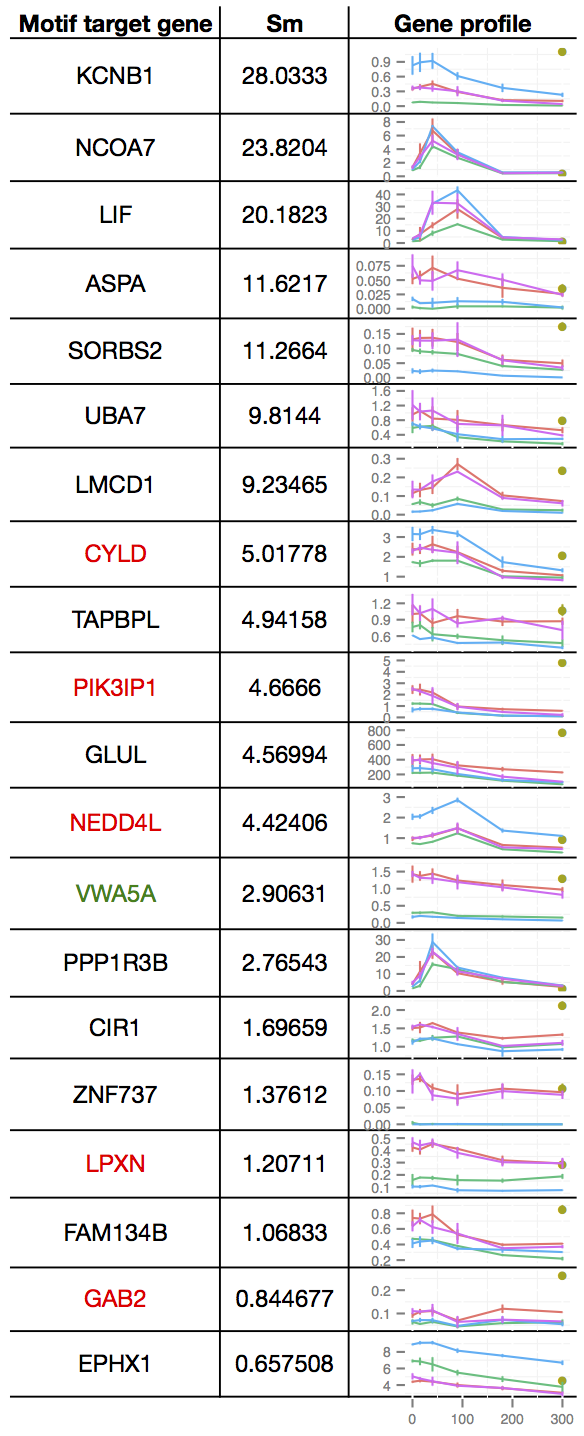 Motif target gene Sm Gene profile
KCNB1 28.0333 0.9 0.6 0.3 0.0
NCOA7 23.8204 8 6 4 2 0
LIF 20.1823 40 30 20 10 0
ASPA 11.6217 0.075 0.050 0.025 0.000
SORBS2 11.2664 0.15 0.10 0.05 0.00
UBA7 9.8144 1.6 1.2 0.8 0.4
LMCD1 9.23465 0.3 0.2 0.1 0.0
CYLD 5.01778 3 2 1
TAPBPL 4.94158 1.2 0.9 0.6
PIK3IP1 4.6666 5 4 3 2 1 0
GLUL 4.56994 800 600 400 200
NEDD4L 4.42406 3 2 1
VWA5A 2.90631 1.5 1.0 0.5 0.0
PPP1R3B 2.76543 30 20 10 0
CIR1 1.69659 2.0 1.5 1.0
ZNF737 1.37612 0.15 0.10 0.05 0.00
LPXN 1.20711 0.5 0.4 0.3 0.2 0.1
FAM134B 1.06833 0.8 0.6 0.4 0.2
GAB2 0.844677 0.2 0.1
EPHX1 0.657508 8 6 4
0 100 200 300